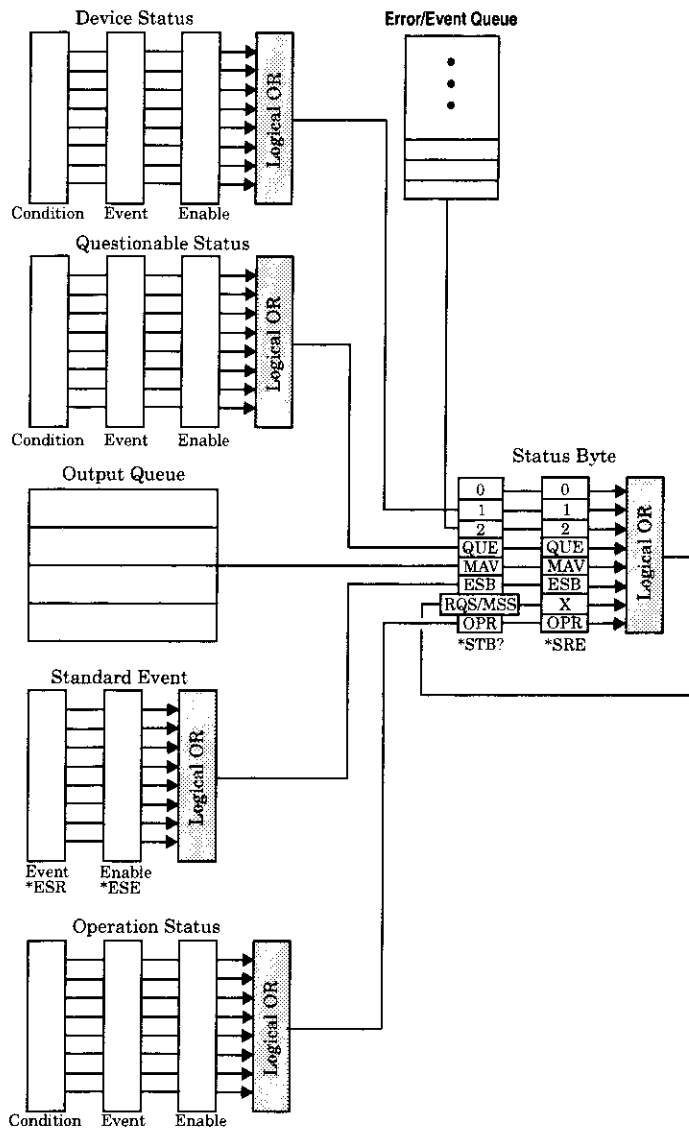 Device Status
Logical OR
Condition Event Enable
Error/Event Queue
Questionable Status
Logical OR
Condition Event Enable
Output Queue
Status Byte
0 0
1 1
2 2
QUE QUE
MAV MAV
ESB ESB
RQS/MSS X
OPR OPR
*STB? *SRE
Logical OR
Standard Event
Logical OR
Event Enable
*ESR *ESE
Operation Status
Logical OR
Condition Event Enable